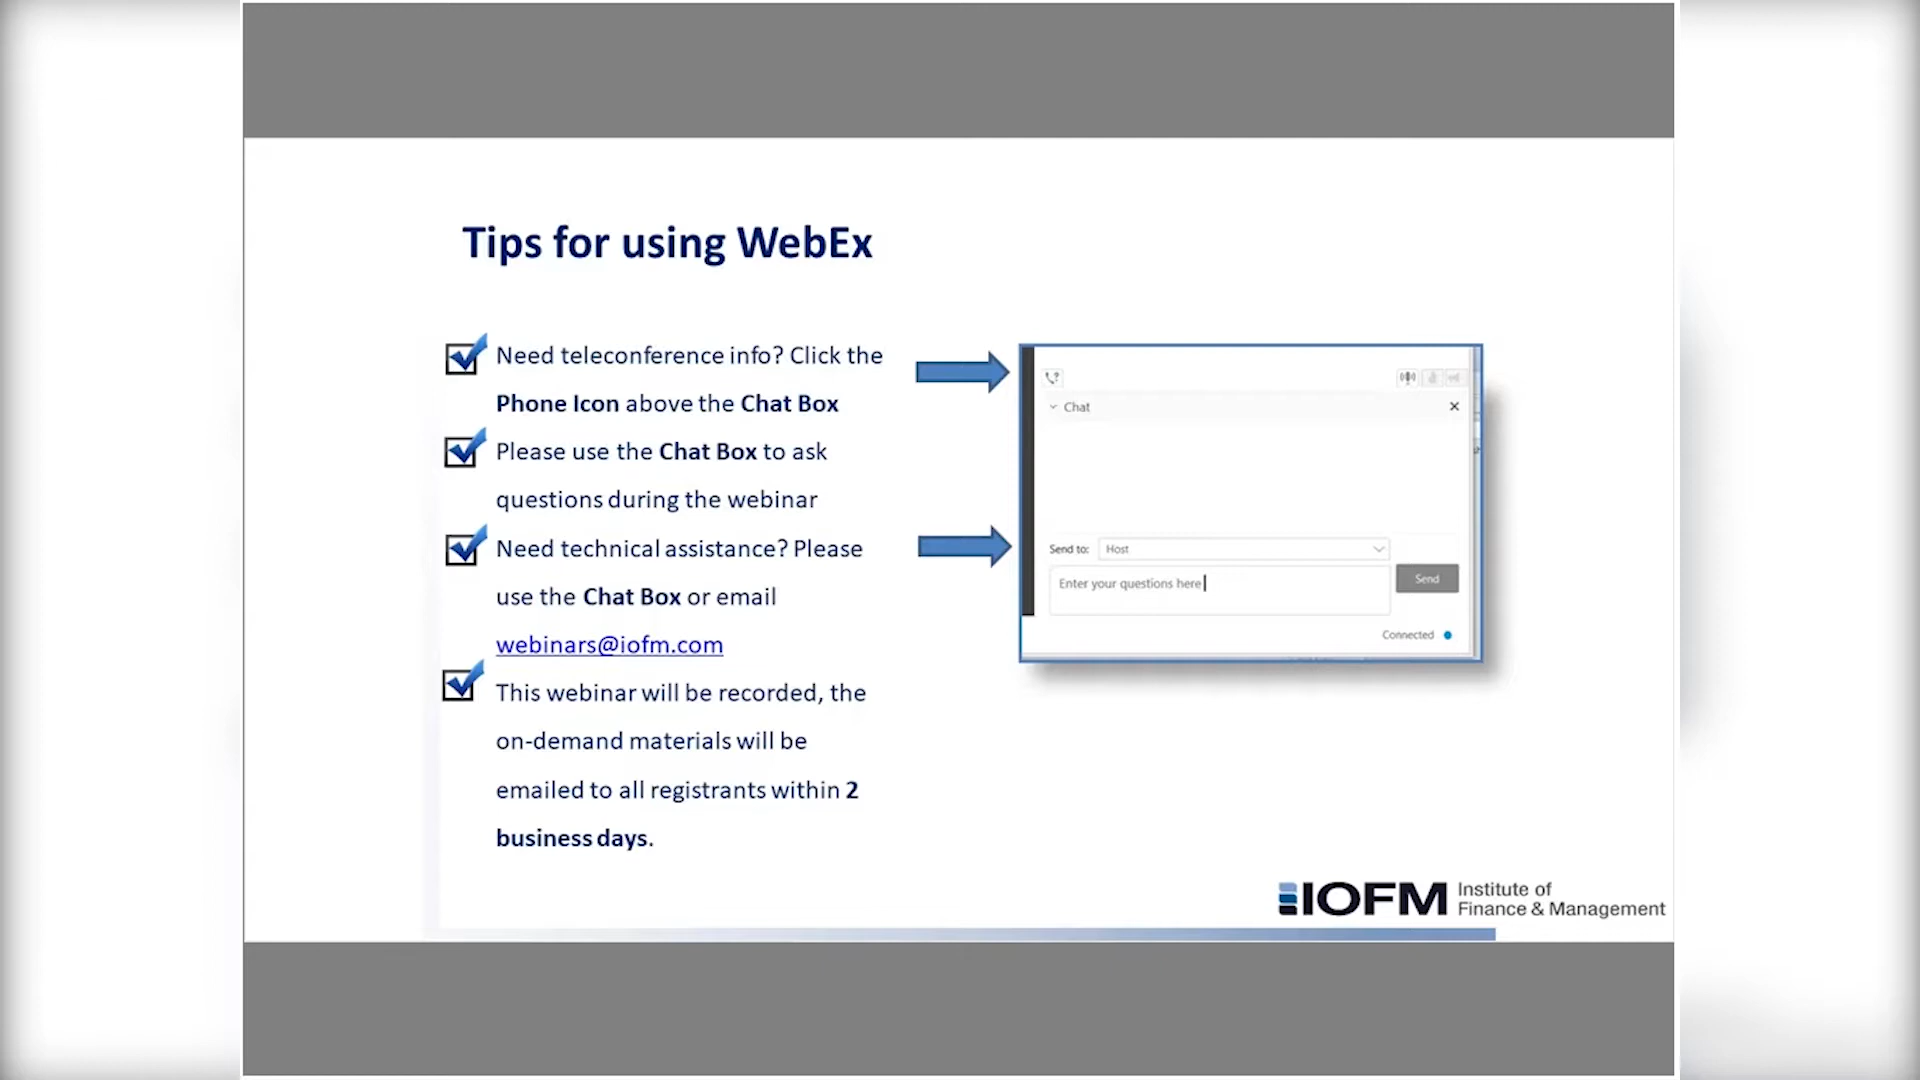 Tips for using WebEx
Need teleconference info? Click the
Phone Icon above the Chat Box
Please use the Chat Box to ask
questions during the webinar
Need technical assistance? Please
use the Chat Box or email
webinars@iofm.com
This webinar will be recorded, the
on-demand materials will be
emailed to all registrants within 2
business days.
Chat
Send to: Host
Enter your questions here
Send
Connected
IOFM Institute of
Finance & Management